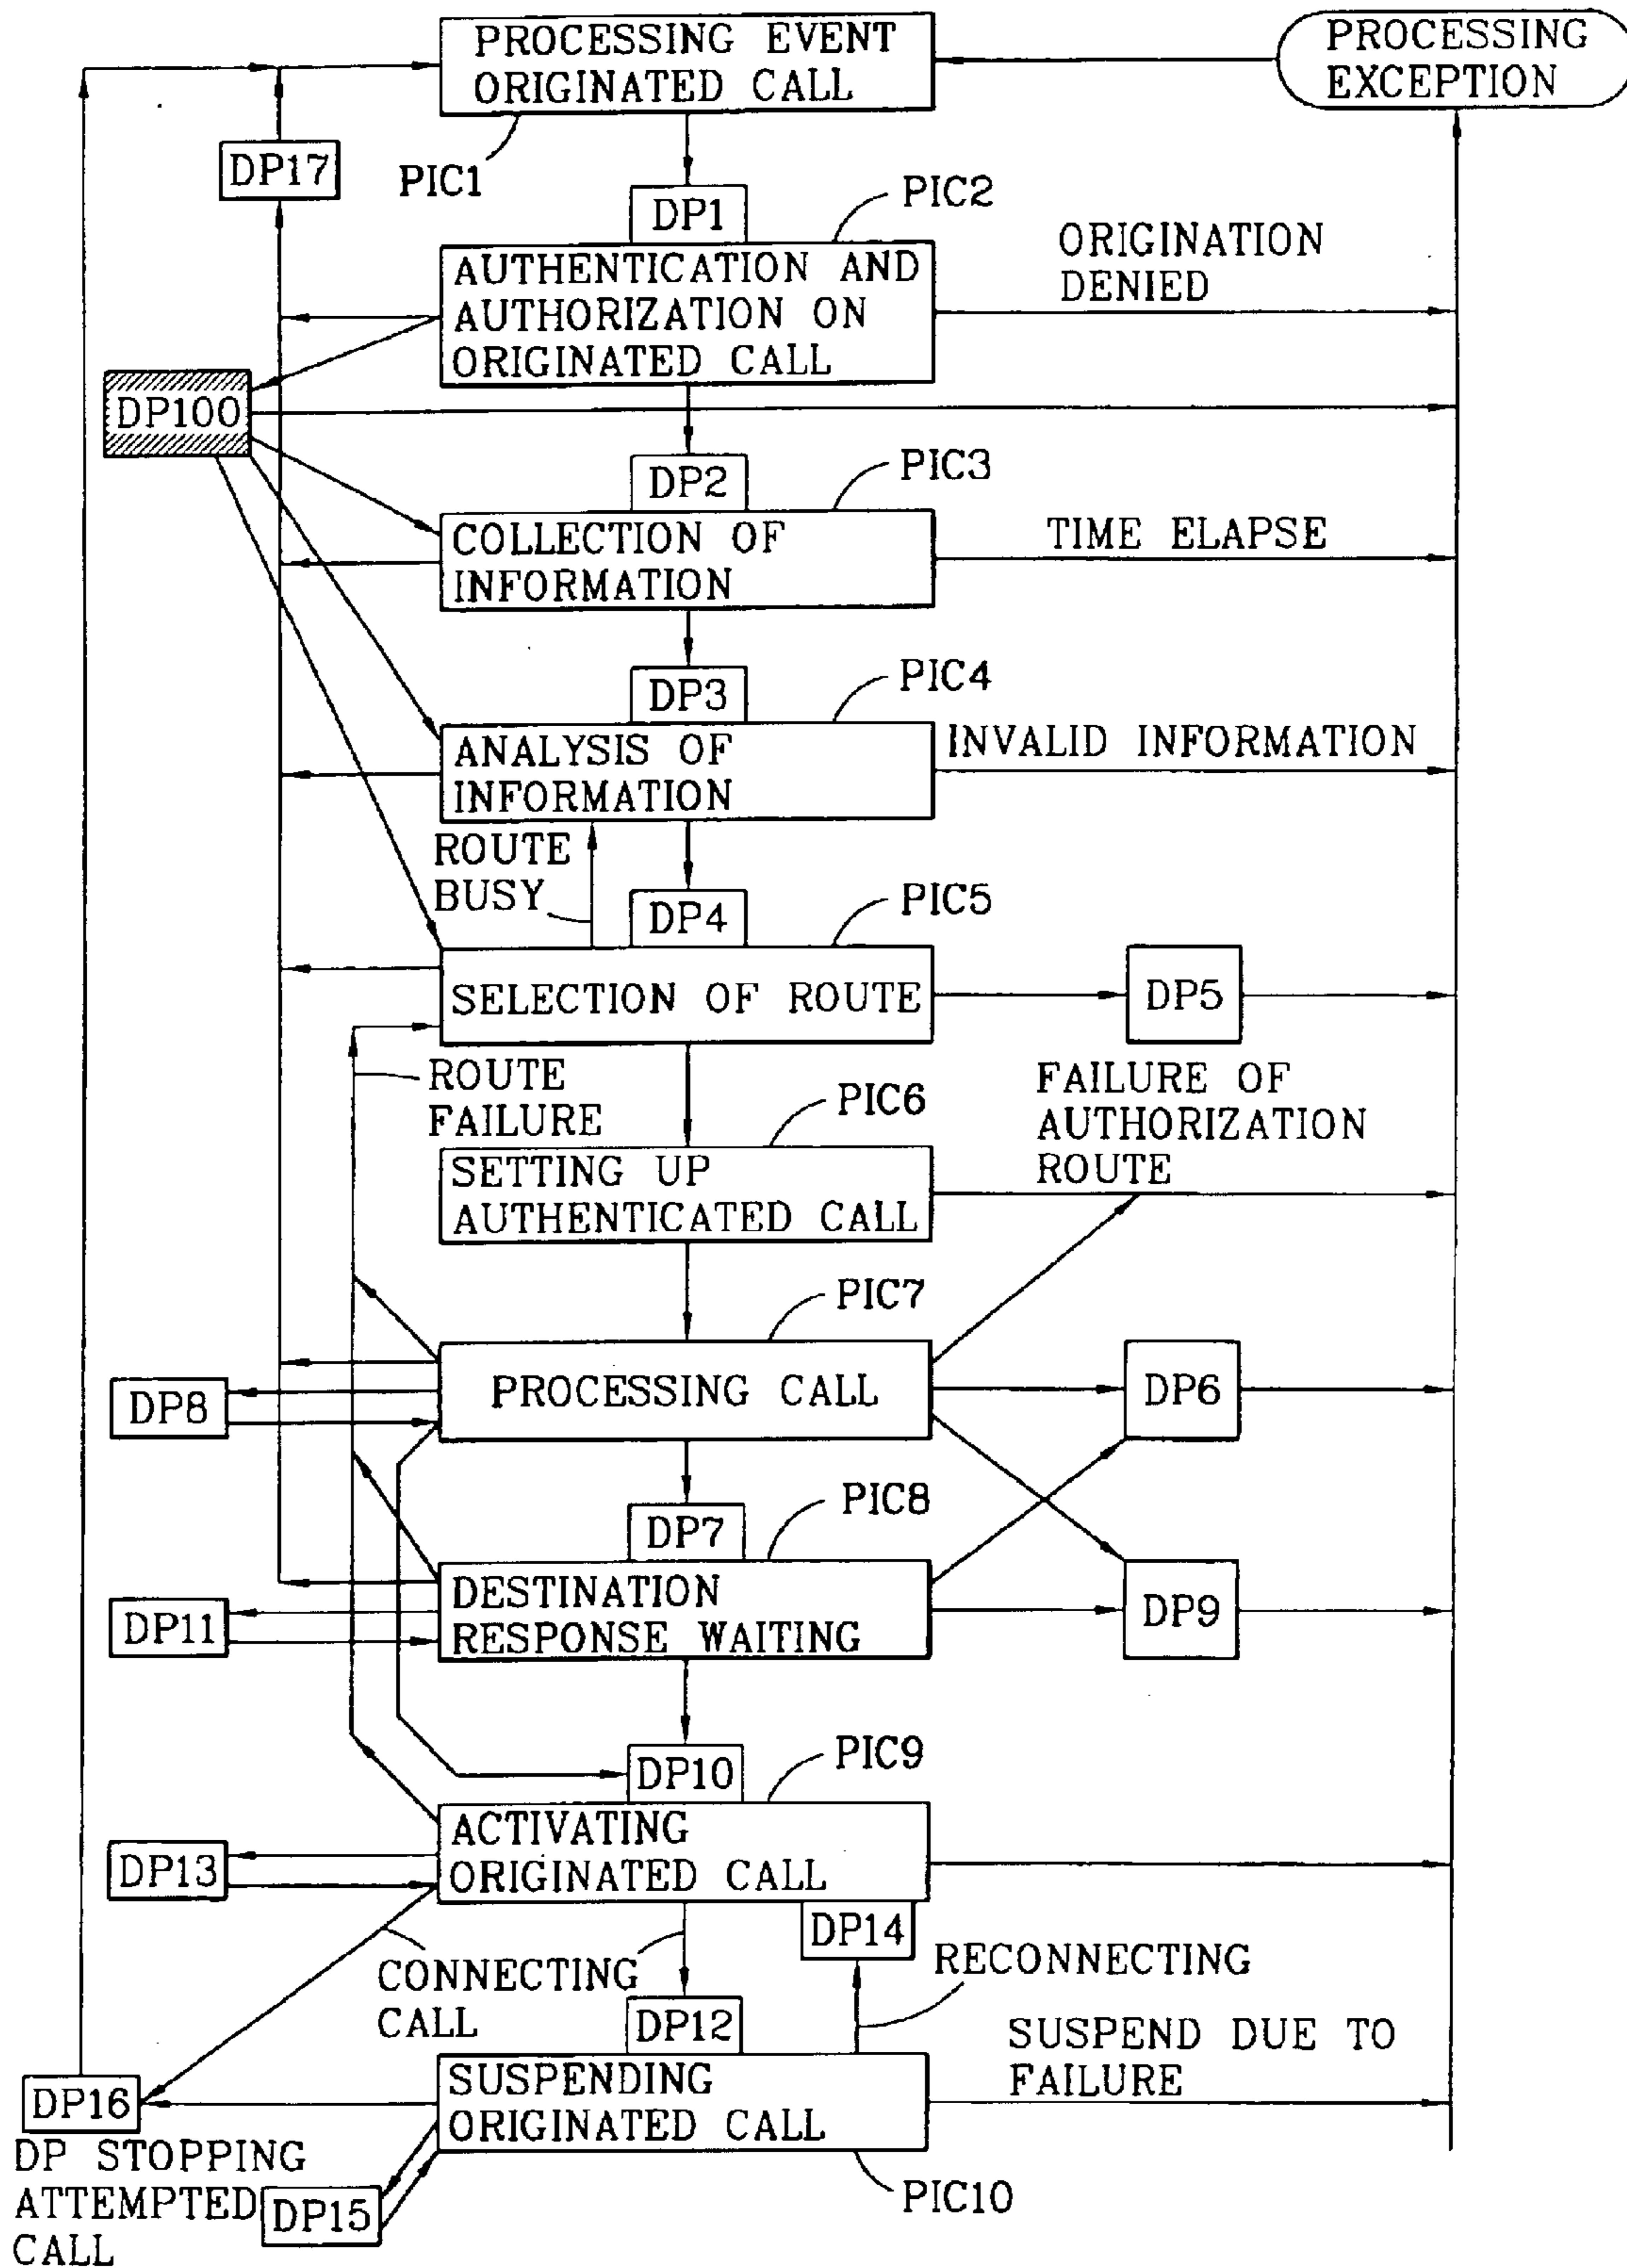 PROCESSING EVENT
ORIGINATED CALL
PROCESSING
EXCEPTION
DP17
PIC1
DP1
PIC2
ORIGINATION
DENIED
AUTHENTICATION AND
AUTHORIZATION ON
ORIGINATED CALL
DP100
DP2
PIC3
COLLECTION OF
INFORMATION
TIME ELAPSE
DP3
PIC4
ANALYSIS OF
INFORMATION
INVALID INFORMATION
ROUTE
BUSY
DP4
PIC5
SELECTION OF ROUTE
DP5
ROUTE
FAILURE
PIC6
FAILURE OF
AUTHORIZATION
ROUTE
SETTING UP
AUTHENTICATED CALL
PIC7
PROCESSING CALL
DP8
DP6
DP7
PIC8
DESTINATION
RESPONSE WAITING
DP11
DP9
DP10
PIC9
ACTIVATING
ORIGINATED CALL
DP13
DP14
CONNECTING
CALL
RECONNECTING
DP12
SUSPEND DUE TO
FAILURE
SUSPENDING
ORIGINATED CALL
DP16
DP STOPPING
ATTEMPTED
CALL
DP15
PIC10